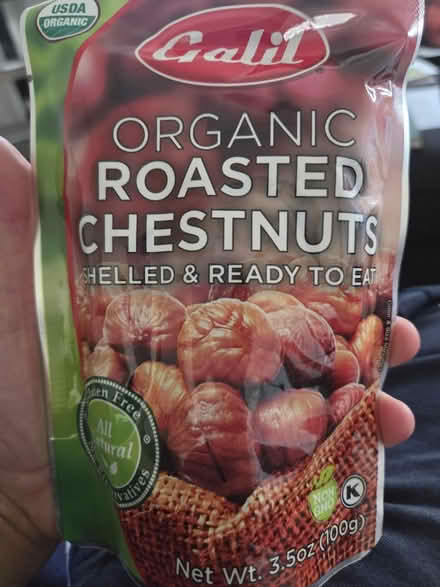 USDA
ORGANIC
Galil
ORGANIC
ROASTED
CHESTNUTS
SHELLED & READY TO EAT
Free
All
Natural
NON
GMO
K
Net Wt. 3.5oz (100g)